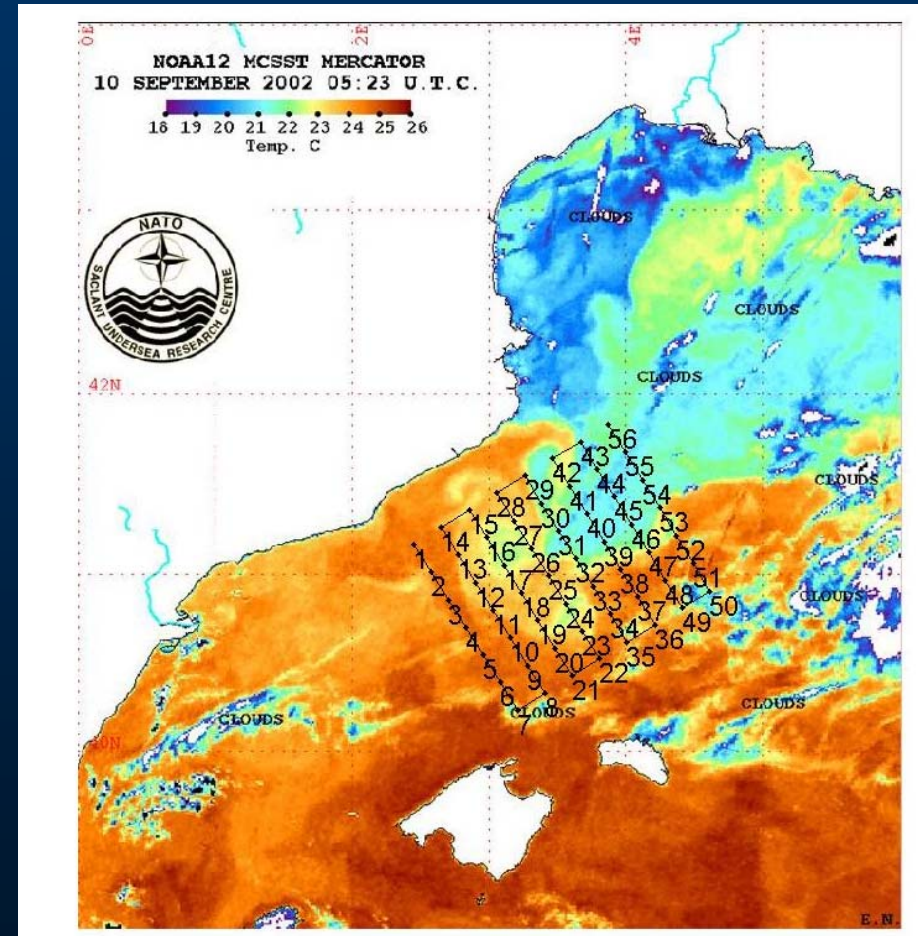 0E
2E
4E
NOAA12 MCSST MERCATOR
10 SEPTEMBER 2002 05:23 U.T.C.
18 19 20 21 22 23 24 25 26
Temp. C
NATO
SACLANT UNDERSEA RESEARCH CENTRE
CLOUDS
CLOUDS
CLOUDS
42N
56
43
42
55
CLOUDS
29
44
54
28
41
15
30
45
53
14
27
40
1
16
31
46
52
13
26
39
2
17
32
47
51
12
25
38
CLOUDS
3
18
33
48
50
11
24
37
4
19
34
49
10
23
36
5
20
35
9
22
6
21
8
CLOUDS
7
CLOUDS
CLOUDS
40N
E.N.